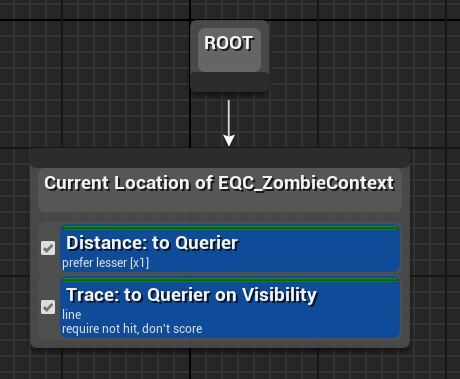 ROOT
Current Location of EQC_ZombieContext
Distance: to Querier
prefer lesser [x1]
Trace: to Querier on Visibility
line
require not hit, don't score